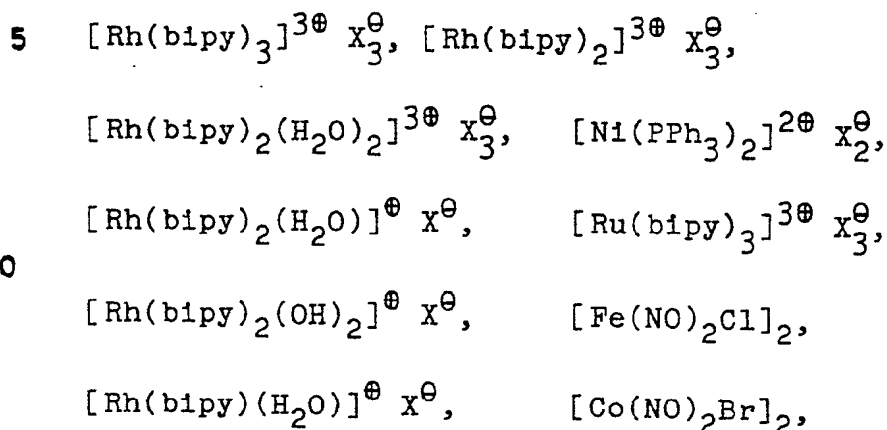 5 [Rh(bipy)₃]³⊕ X₃⊖, [Rh(bipy)₂]³⊕ X₃⊖,
[Rh(bipy)₂(H₂O)₂]³⊕ X₃⊖, [Ni(PPh₃)₂]²⊕ X₂⊖,
[Rh(bipy)₂(H₂O)]⊕ X⊖, [Ru(bipy)₃]³⊕ X₃⊖,
0
[Rh(bipy)₂(OH)₂]⊕ X⊖, [Fe(NO)₂Cl]₂,
[Rh(bipy)(H₂O)]⊕ X⊖, [Co(NO)₂Br]₂,